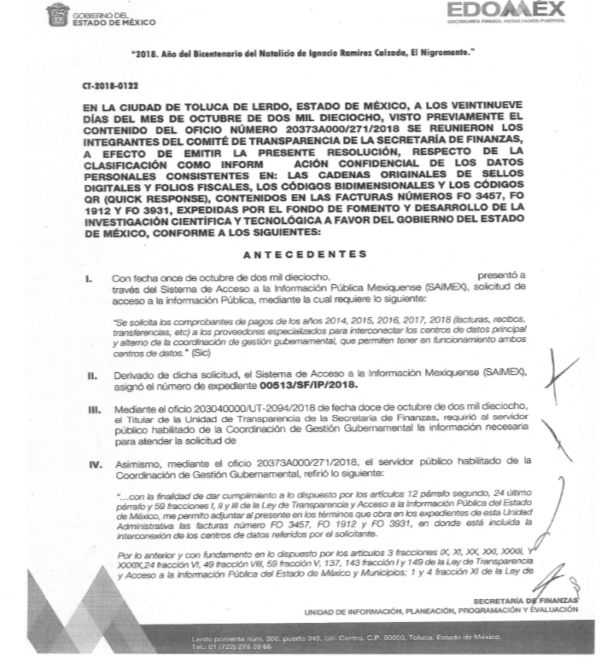 GOBIERNO DEL
ESTADO DE MÉXICO
EDOMÉX
DECISIONES FIRMES, RESULTADOS FUERTES.
"2018. Año del Bicentenario del Natalicio de Ignacio Ramírez Calzada, El Nigromante."
CT-2018-0122
EN LA CIUDAD DE TOLUCA DE LERDO, ESTADO DE MÉXICO, A LOS VEINTINUEVE
DÍAS DEL MES DE OCTUBRE DE DOS MIL DIECIOCHO, VISTO PREVIAMENTE EL
CONTENIDO DEL OFICIO NÚMERO 20373A000/271/2018 SE REUNIERON LOS
INTEGRANTES DEL COMITÉ DE TRANSPARENCIA DE LA SECRETARÍA DE FINANZAS,
A EFECTO DE EMITIR LA PRESENTE RESOLUCIÓN, RESPECTO DE LA
CLASIFICACIÓN COMO INFORM ACIÓN CONFIDENCIAL DE LOS DATOS
PERSONALES CONSISTENTES EN: LAS CADENAS ORIGINALES DE SELLOS
DIGITALES Y FOLIOS FISCALES, LOS CÓDIGOS BIDIMENSIONALES Y LOS CÓDIGOS
QR (QUICK RESPONSE), CONTENIDOS EN LAS FACTURAS NÚMEROS FO 3457, FO
1912 Y FO 3931, EXPEDIDAS POR EL FONDO DE FOMENTO Y DESARROLLO DE LA
INVESTIGACIÓN CIENTÍFICA Y TECNOLÓGICA A FAVOR DEL GOBIERNO DEL ESTADO
DE MÉXICO, CONFORME A LOS SIGUIENTES:
ANTECEDENTES
I. Con fecha once de octubre de dos mil dieciocho, presentó a
través del Sistema de Acceso a la Información Pública Mexiquense (SAIMEX), solicitud de
acceso a la información Pública, mediante la cual requiere lo siguiente:
"Se solicita los comprobantes de pagos de los años 2014, 2015, 2016, 2017, 2018 (facturas, recibos,
transferencias, etc) a los proveedores especializados para interconectar los centros de datos principal
y alterno de la coordinación de gestión gubernamental, que permiten tener en funcionamiento ambos
centros de datos." (Sic)
II. Derivado de dicha solicitud, el Sistema de Acceso a la Información Mexiquense (SAIMEX),
asignó el número de expediente 00513/SF/IP/2018.
III. Mediante el oficio 203040000/UT-2094/2018 de fecha doce de octubre de dos mil dieciocho,
el Titular de la Unidad de Transparencia de la Secretaría de Finanzas, requirió al servidor
público habilitado de la Coordinación de Gestión Gubernamental la información necesaria
para atender la solicitud de
IV. Asimismo, mediante el oficio 20373A000/271/2018, el servidor público habilitado de la
Coordinación de Gestión Gubernamental, refirió lo siguiente:
"...con la finalidad de dar cumplimiento a lo dispuesto por los artículos 12 párrafo segundo, 24 último
párrafo y 59 fracciones I, II y III de la Ley de Transparencia y Acceso a la Información Pública del Estado
de México, me permito adjuntar al presente en los términos que obra en los expedientes de esta Unidad
Administrativa las facturas número FO 3457, FO 1912 y FO 3931, en donde está incluida la
interconexión de los centros de datos referidos por el solicitante.
Por lo anterior y con fundamento en lo dispuesto por los artículos 3 fracciones IX, XI, XX, XXI, XXXII, Y
XXXIX,24 fracción VI, 49 fracción VIII, 59 fracción V, 137, 143 fracción I y 149 de la Ley de Transparencia
y Acceso a la Información Pública del Estado de México y Municipios; 1 y 4 fracción XI de la Ley de
SECRETARÍA DE FINANZAS
UNIDAD DE INFORMACIÓN, PLANEACIÓN, PROGRAMACIÓN Y EVALUACIÓN
Lerdo poniente núm. 300, puerta 345, col. Centro, C.P. 50000, Toluca, Estado de México.
Tel.: 01 (722) 276 00 66